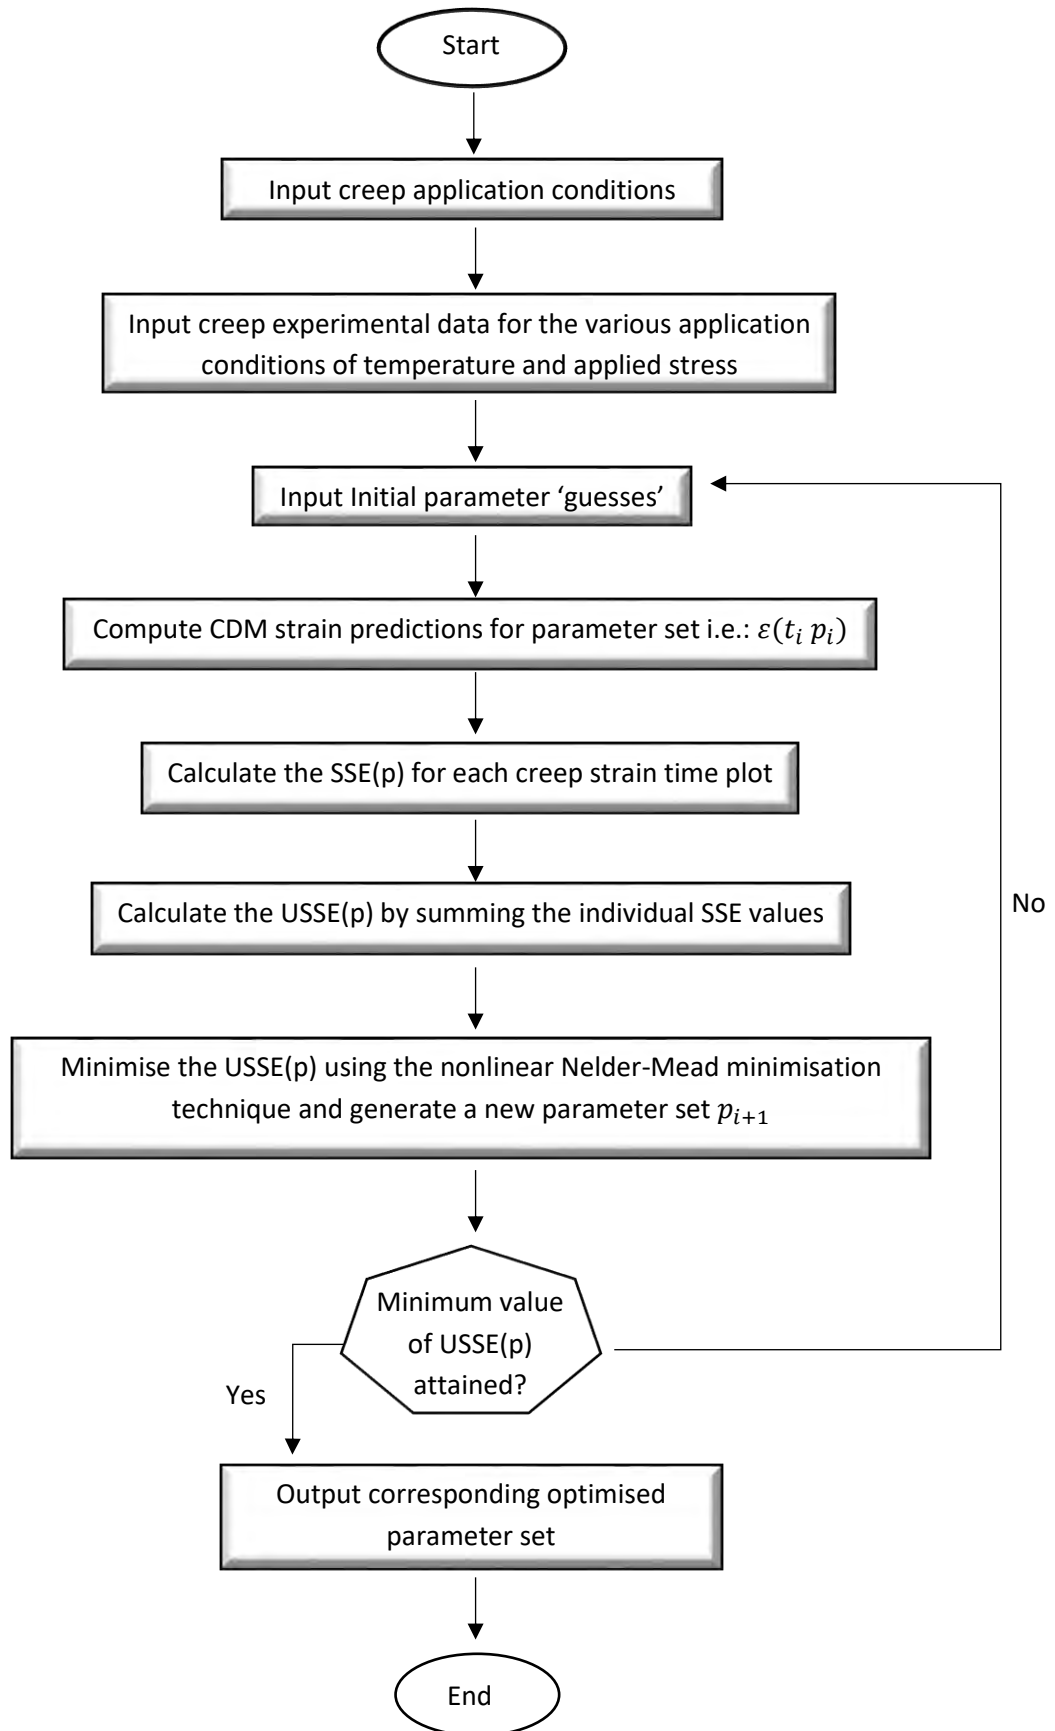 Start
Input creep application conditions
Input creep experimental data for the various application
conditions of temperature and applied stress
Input Initial parameter ‘guesses’
Compute CDM strain predictions for parameter set i.e.: 𝜀(𝑡𝑖 𝑝𝑖)
Calculate the SSE(p) for each creep strain time plot
Calculate the USSE(p) by summing the individual SSE values
No
Minimise the USSE(p) using the nonlinear Nelder-Mead minimisation
technique and generate a new parameter set 𝑝𝑖+1
Minimum value
of USSE(p)
attained?
Yes
Output corresponding optimised
parameter set
End